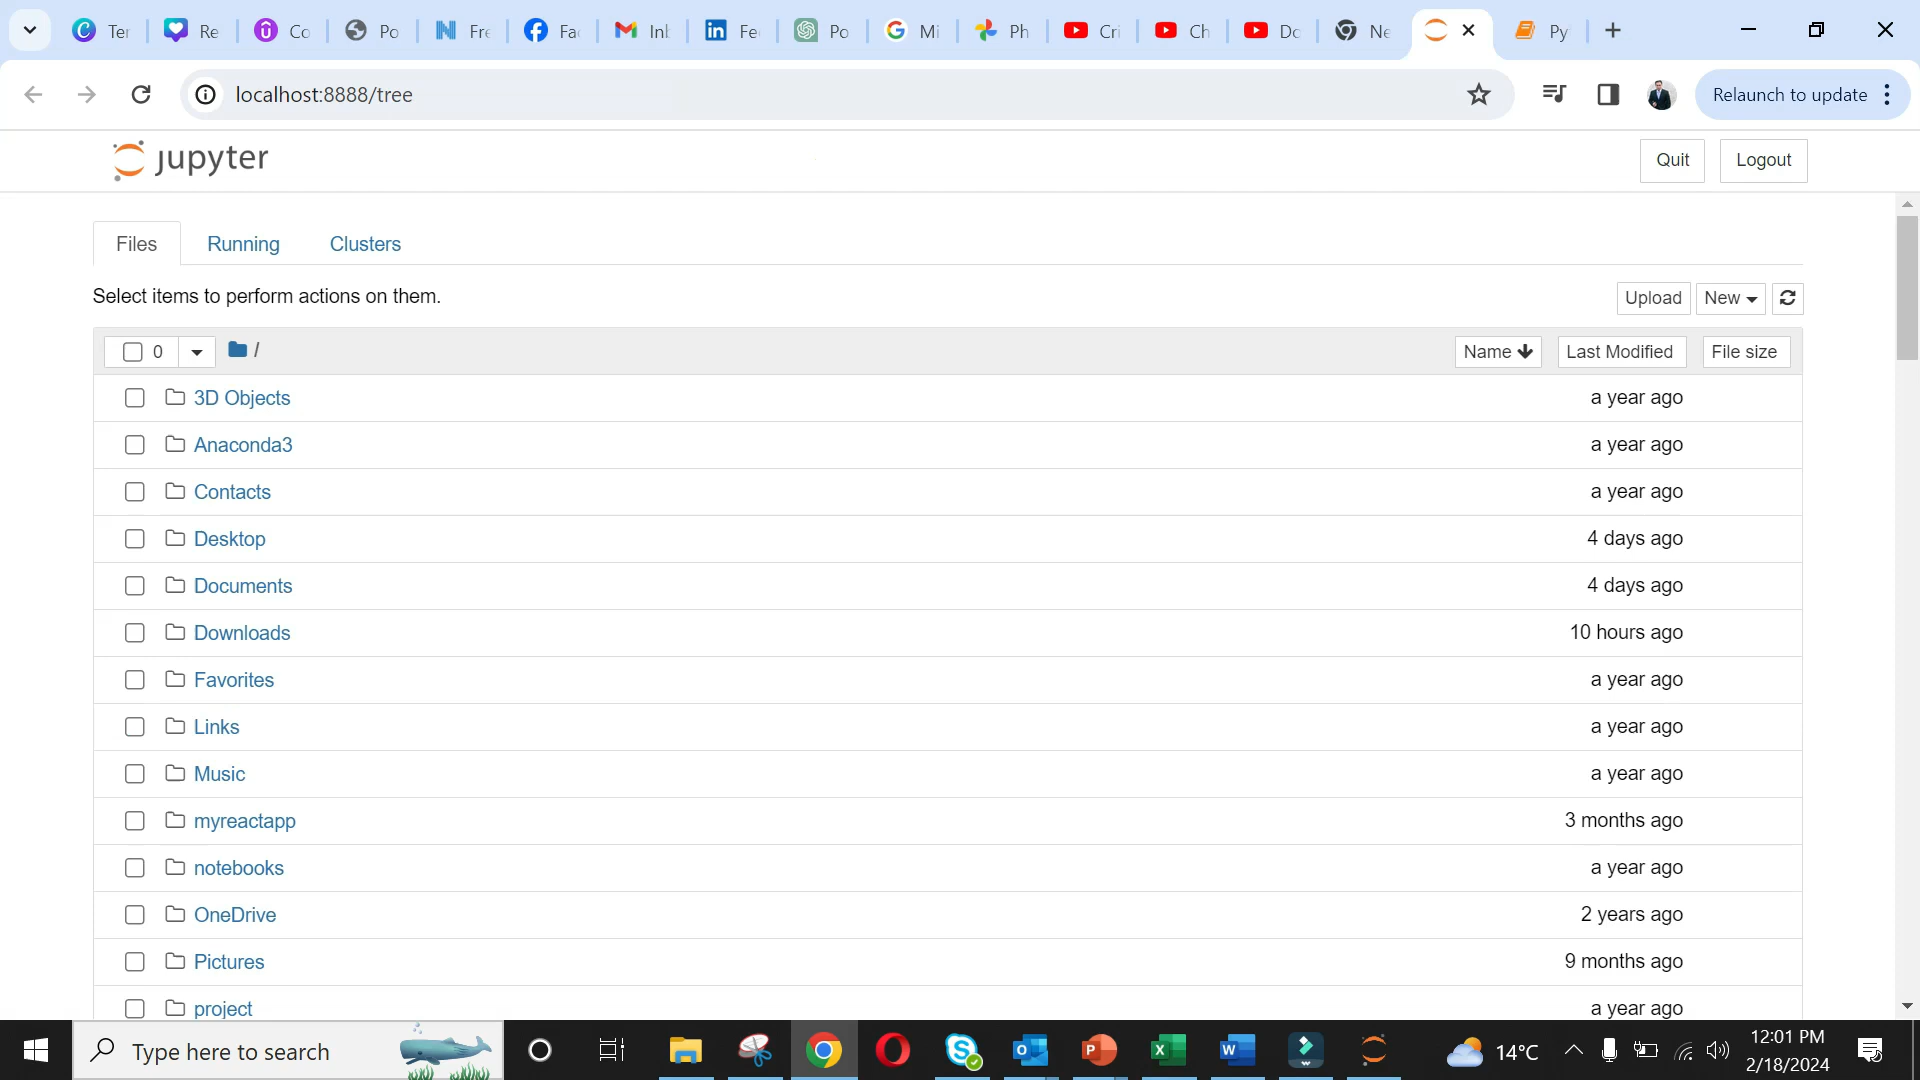 Ter Re Co Po Fre Fa Inb Fe Po Mi Ph Cri Ch Do Ne Py
localhost:8888/tree Relaunch to update
jupyter Quit Logout
Files Running Clusters
Select items to perform actions on them. Upload New
0 / Name Last Modified File size
3D Objects a year ago
Anaconda3 a year ago
Contacts a year ago
Desktop 4 days ago
Documents 4 days ago
Downloads 10 hours ago
Favorites a year ago
Links a year ago
Music a year ago
myreactapp 3 months ago
notebooks a year ago
OneDrive 2 years ago
Pictures 9 months ago
project a year ago
Type here to search 14°C 12:01 PM
2/18/2024